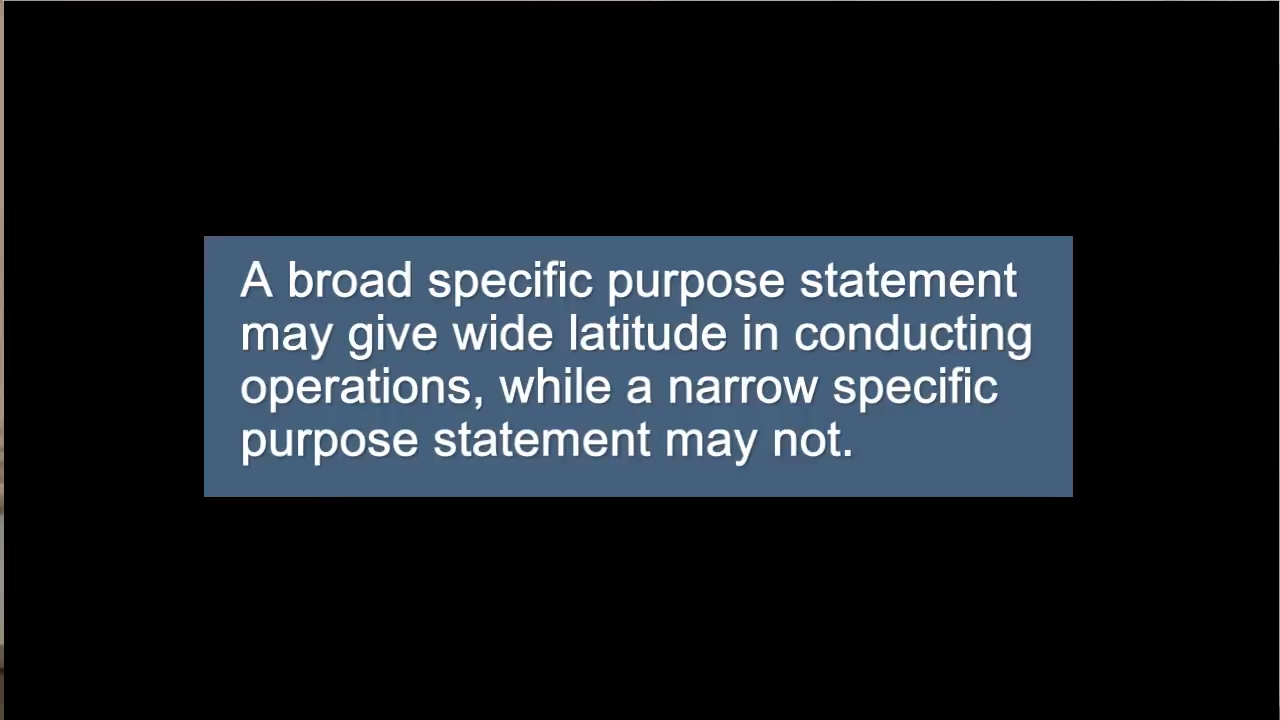 A broad specific purpose statement
may give wide latitude in conducting
operations, while a narrow specific
purpose statement may not.